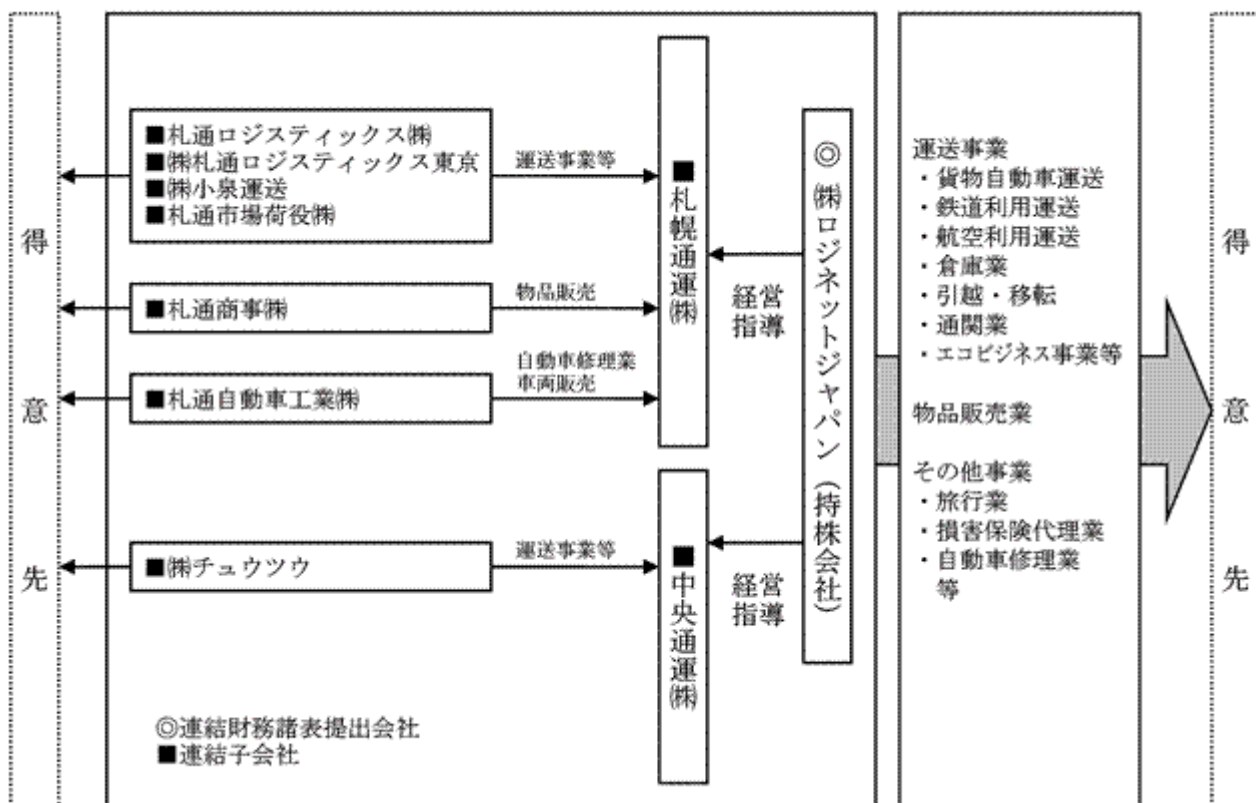 得意先
■札通ロジスティックス㈱
■㈱札通ロジスティックス東京
■㈱小泉運送
■札通市場荷役㈱
運送事業等
■札通商事㈱
物品販売
■札通自動車工業㈱
自動車修理業
車両販売
■㈱チュウツウ
運送事業等
■札幌通運㈱
■中央通運㈱
経営
指導
経営
指導
◎㈱ロジネットジャパン(持株会社)
◎連結財務諸表提出会社
■連結子会社
運送事業
・貨物自動車運送
・鉄道利用運送
・航空利用運送
・倉庫業
・引越・移転
・通関業
・エコビジネス事業等
物品販売業
その他事業
・旅行業
・損害保険代理業
・自動車修理業
等
得意先